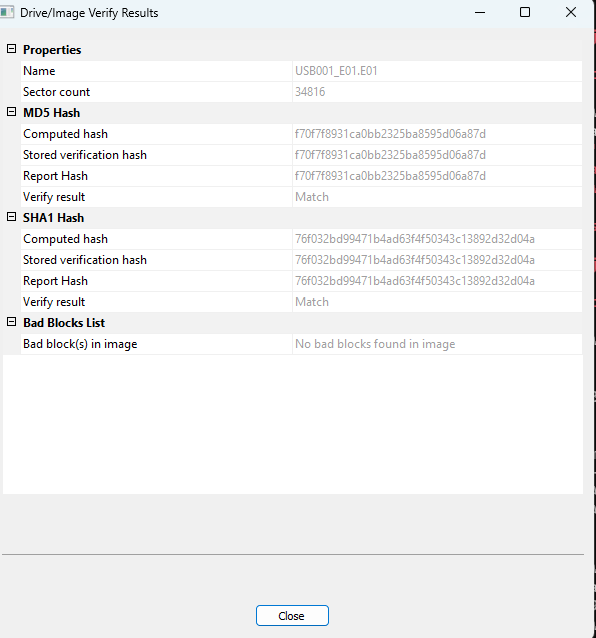 Drive/Image Verify Results
Properties
Name USB001_E01.E01
Sector count 34816
MD5 Hash
Computed hash f70f7f8931ca0bb2325ba8595d06a87d
Stored verification hash f70f7f8931ca0bb2325ba8595d06a87d
Report Hash f70f7f8931ca0bb2325ba8595d06a87d
Verify result Match
SHA1 Hash
Computed hash 76f032bd99471b4ad63f4f50343c13892d32d04a
Stored verification hash 76f032bd99471b4ad63f4f50343c13892d32d04a
Report Hash 76f032bd99471b4ad63f4f50343c13892d32d04a
Verify result Match
Bad Blocks List
Bad block(s) in image No bad blocks found in image
Close